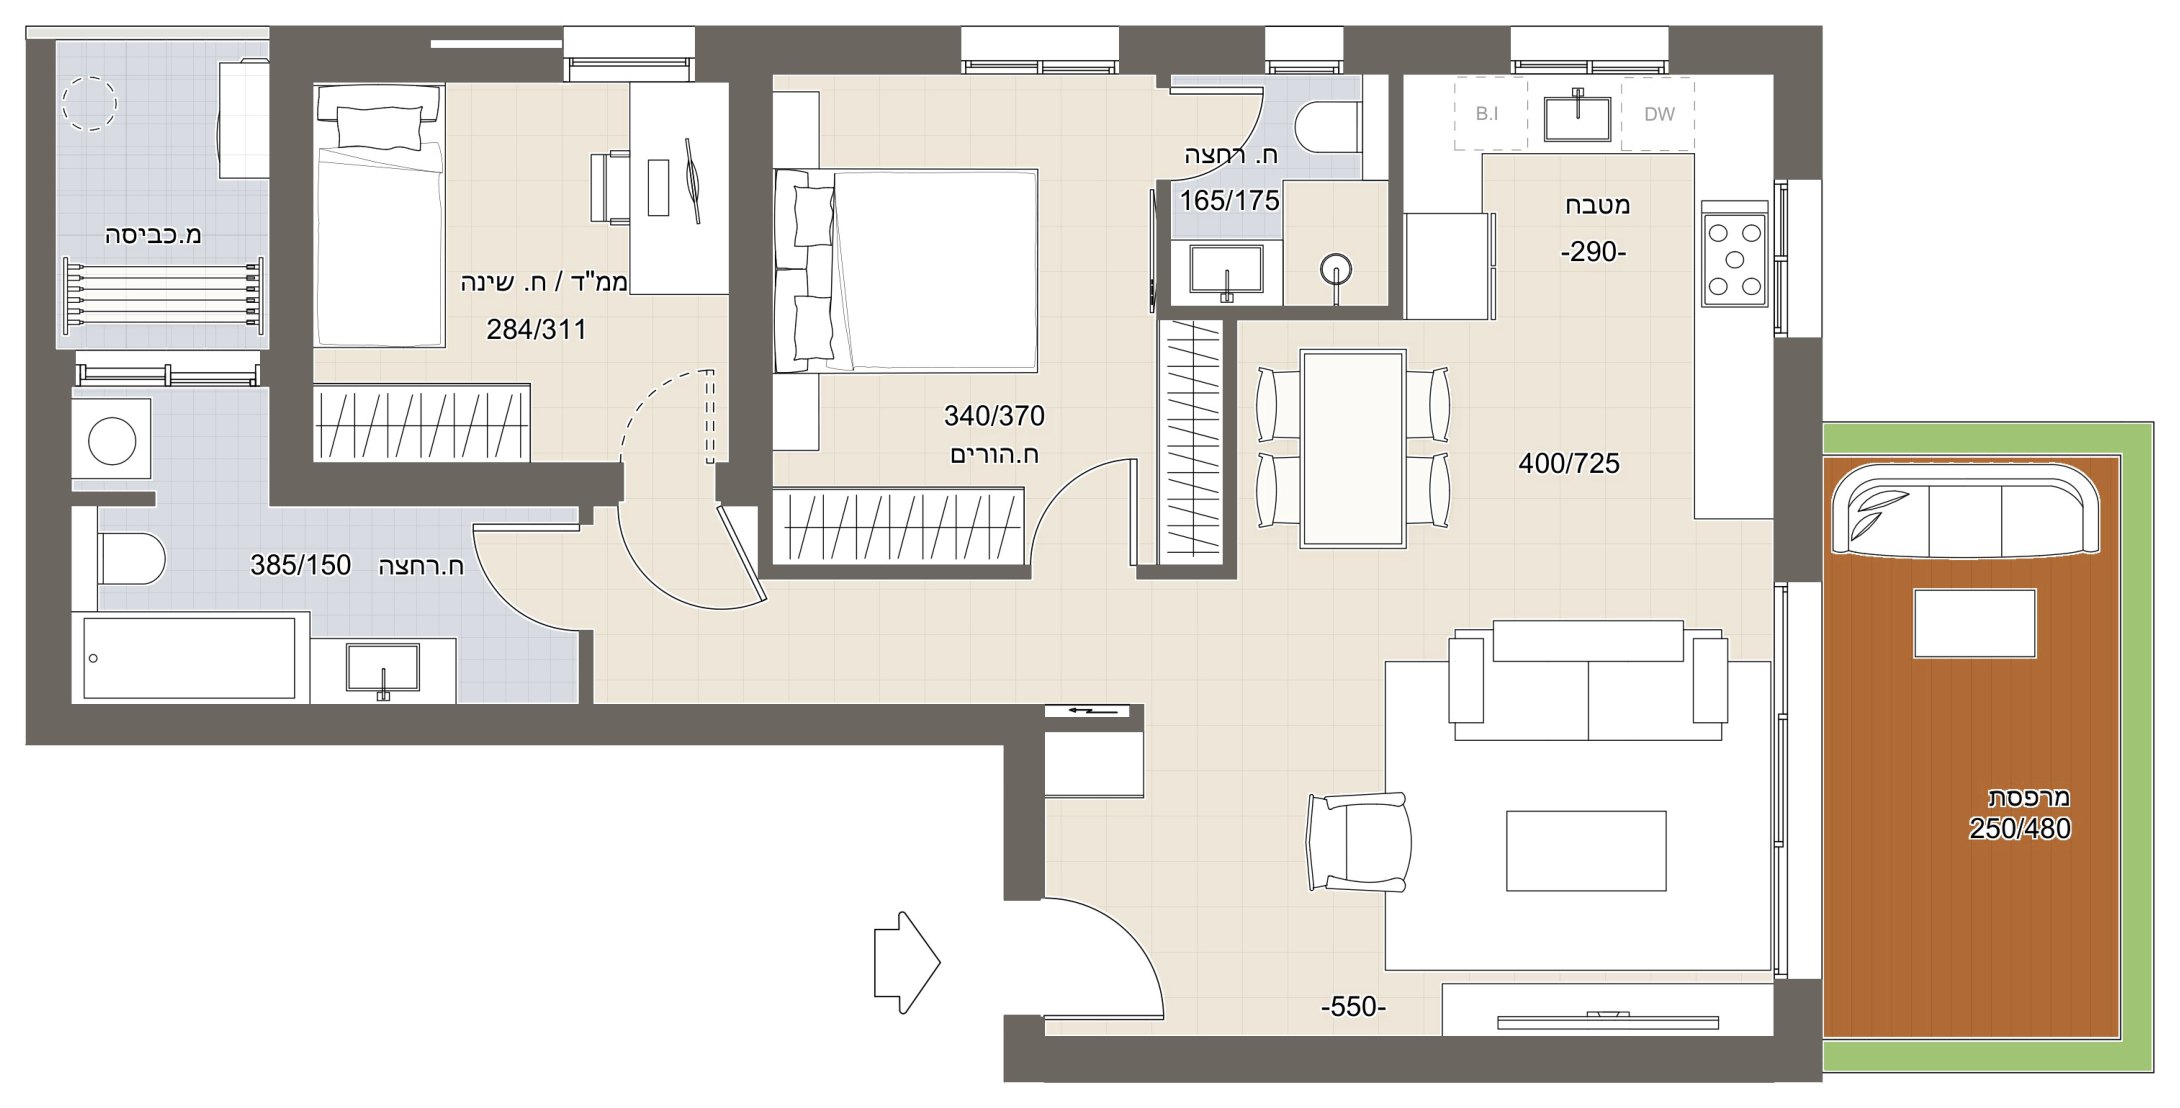 B.I
DW
ח. רחצה
165/175
מטבח
-290-
מ.כביסה
ממ"ד / ח. שינה
284/311
340/370
ח.הורים
400/725
ח.רחצה 385/150
מרפסת
250/480
-550-